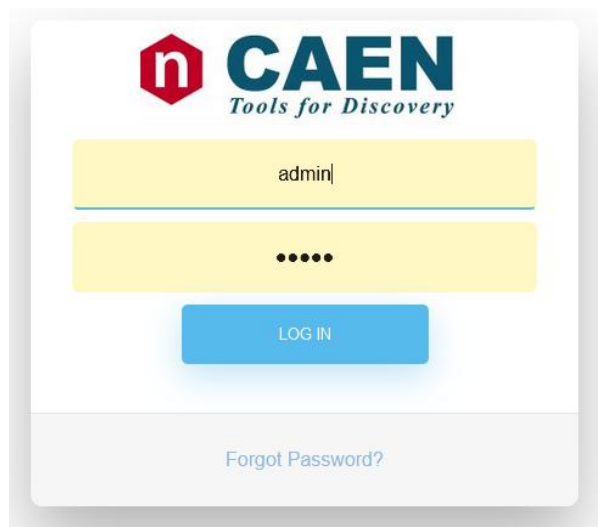 n CAEN
Tools for Discovery
admin
•••••
LOG IN
Forgot Password?